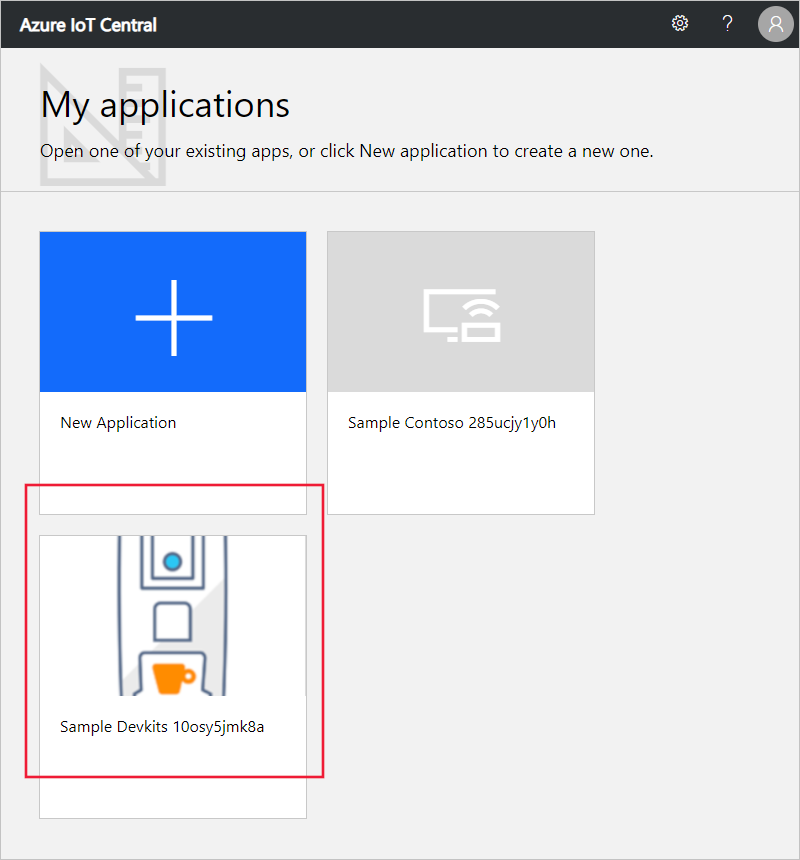 Azure IoT Central
?
My applications
Open one of your existing apps, or click New application to create a new one.
New Application
Sample Contoso 285ucjy1y0h
Sample Devkits 10osy5jmk8a